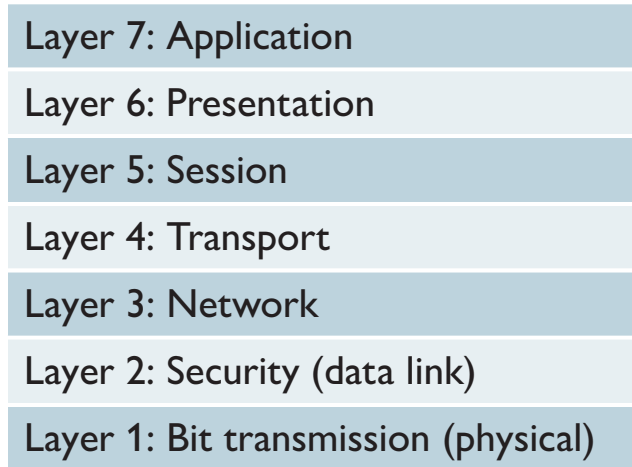 Layer 7: Application
Layer 6: Presentation
Layer 5: Session
Layer 4: Transport
Layer 3: Network
Layer 2: Security (data link)
Layer 1: Bit transmission (physical)